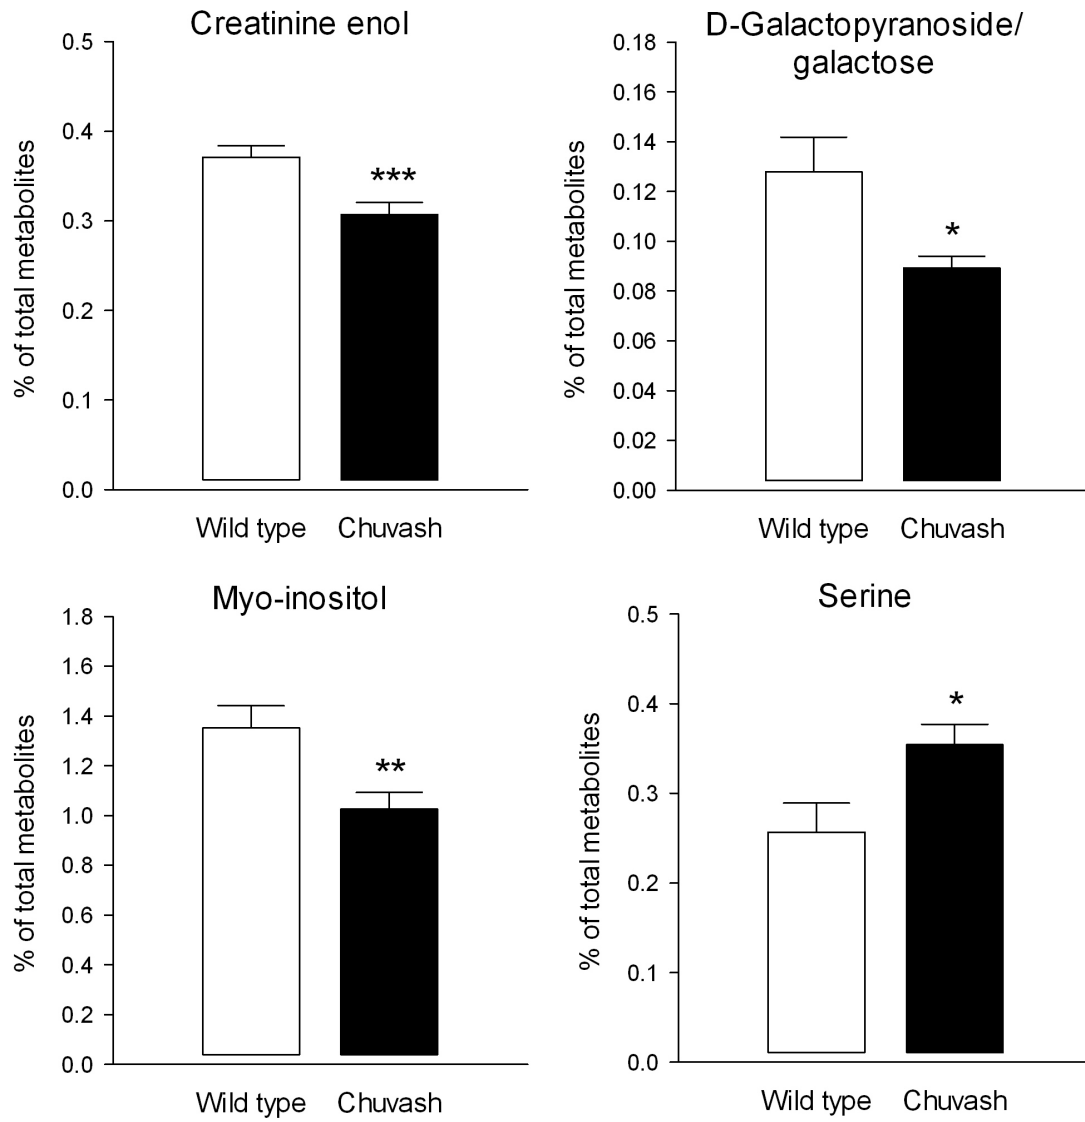 Creatinine enol
0.5
0.4
0.3
0.2
0.1
0.0
% of total metabolites
***
Wild type Chuvash
D-Galactopyranoside/
galactose
0.18
0.16
0.14
0.12
0.10
0.08
0.06
0.04
0.02
0.00
% of total metabolites
*
Wild type Chuvash
Myo-inositol
1.8
1.6
1.4
1.2
1.0
0.8
0.6
0.4
0.2
0.0
% of total metabolites
**
Wild type Chuvash
Serine
0.5
0.4
0.3
0.2
0.1
0.0
% of total metabolites
*
Wild type Chuvash